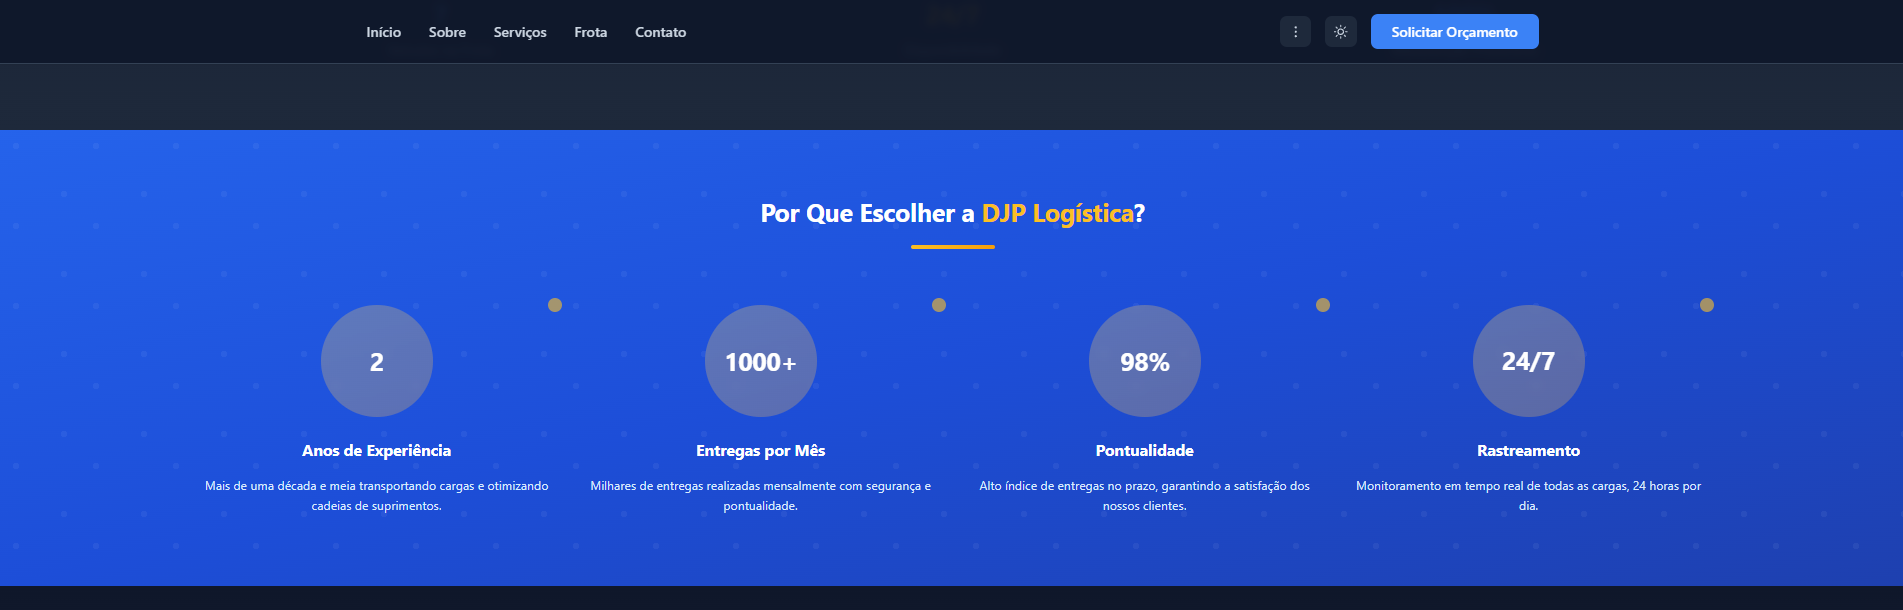 Início Sobre Serviços Frota Contato Solicitar Orçamento
Por Que Escolher a DJP Logística?
2
1000+
98%
24/7
Anos de Experiência
Entregas por Mês
Pontualidade
Rastreamento
Mais de uma década e meia transportando cargas e otimizando
cadeias de suprimentos.
Milhares de entregas realizadas mensalmente com segurança e
pontualidade.
Alto índice de entregas no prazo, garantindo a satisfação dos
nossos clientes.
Monitoramento em tempo real de todas as cargas, 24 horas por
dia.